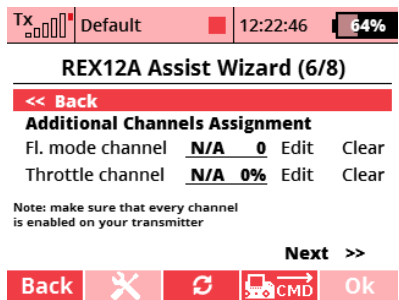 Tx Default 12:22:46 64%
REX12A Assist Wizard (6/8)
<< Back
Additional Channels Assignment
Fl. mode channel N/A 0 Edit Clear
Throttle channel N/A 0% Edit Clear
Note: make sure that every channel
is enabled on your transmitter
Next >>
Back CMD Ok